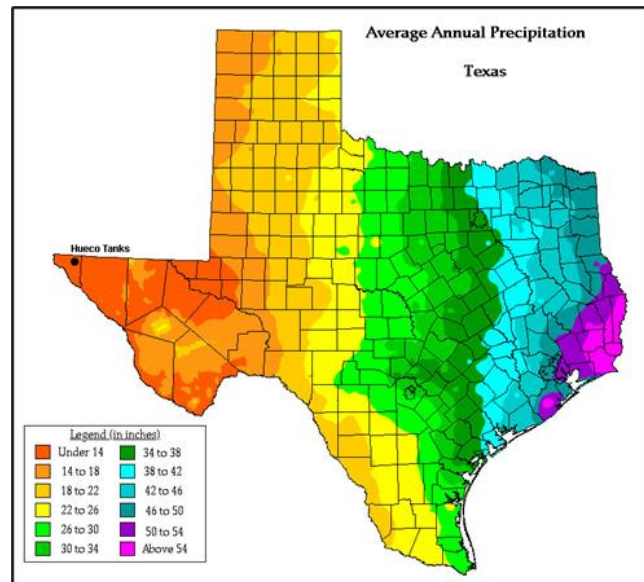 Average Annual Precipitation
Texas
Hueco Tanks
Legend (in inches)
Under 14
14 to 18
18 to 22
22 to 26
26 to 30
30 to 34
34 to 38
38 to 42
42 to 46
46 to 50
50 to 54
Above 54